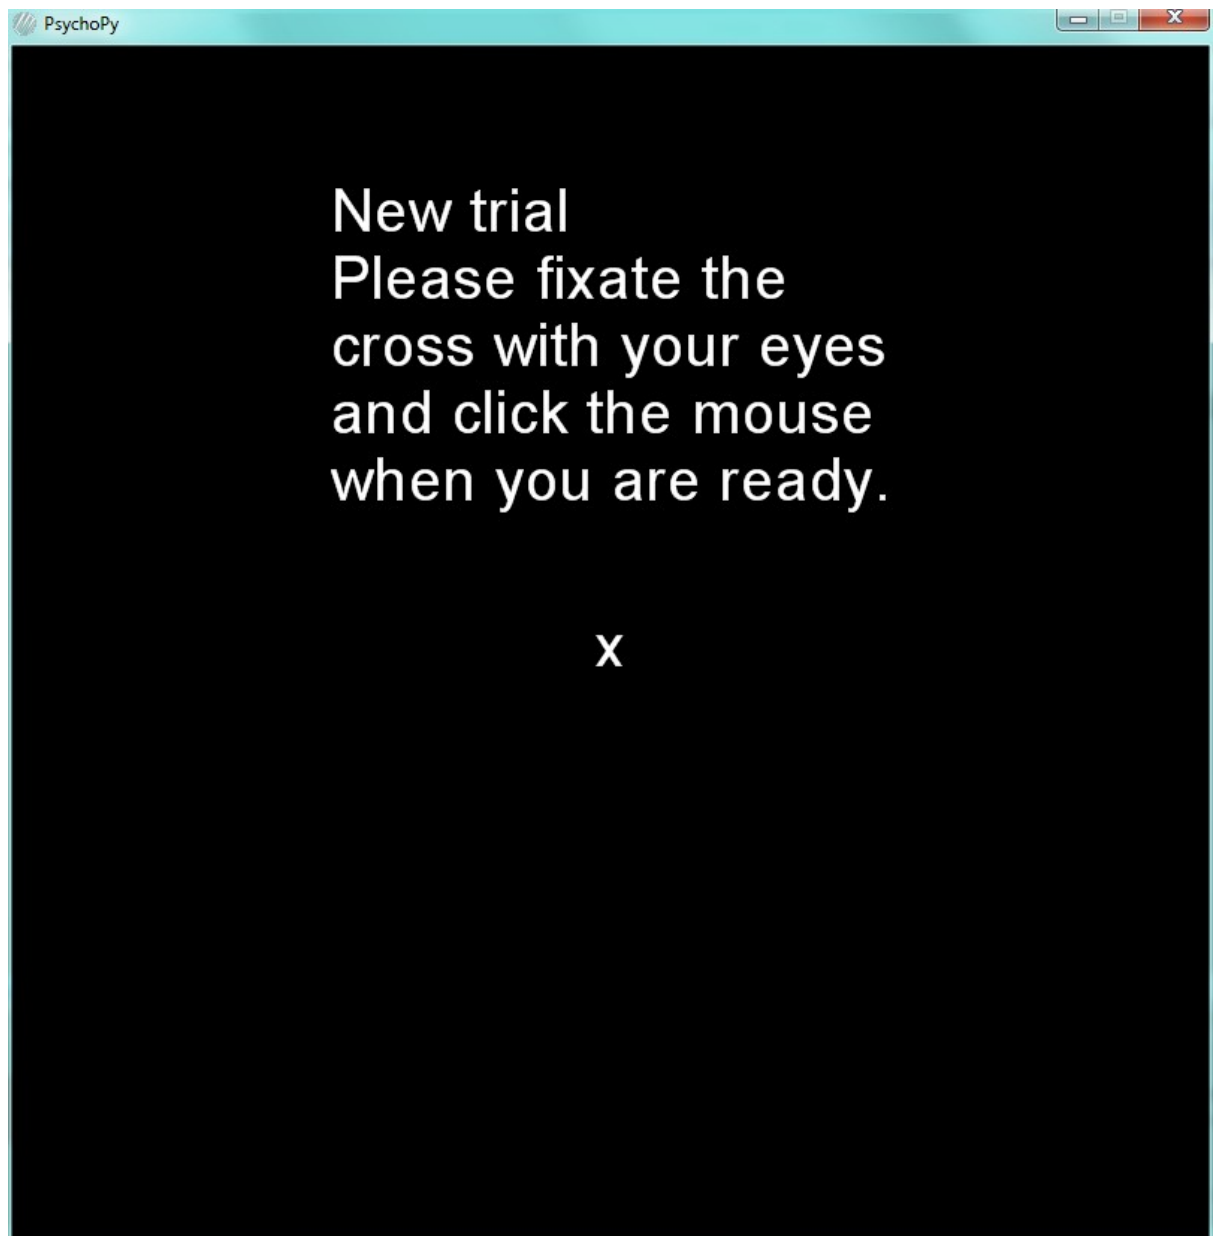 PsychoPy
New trial
Please fixate the
cross with your eyes
and click the mouse
when you are ready.
x